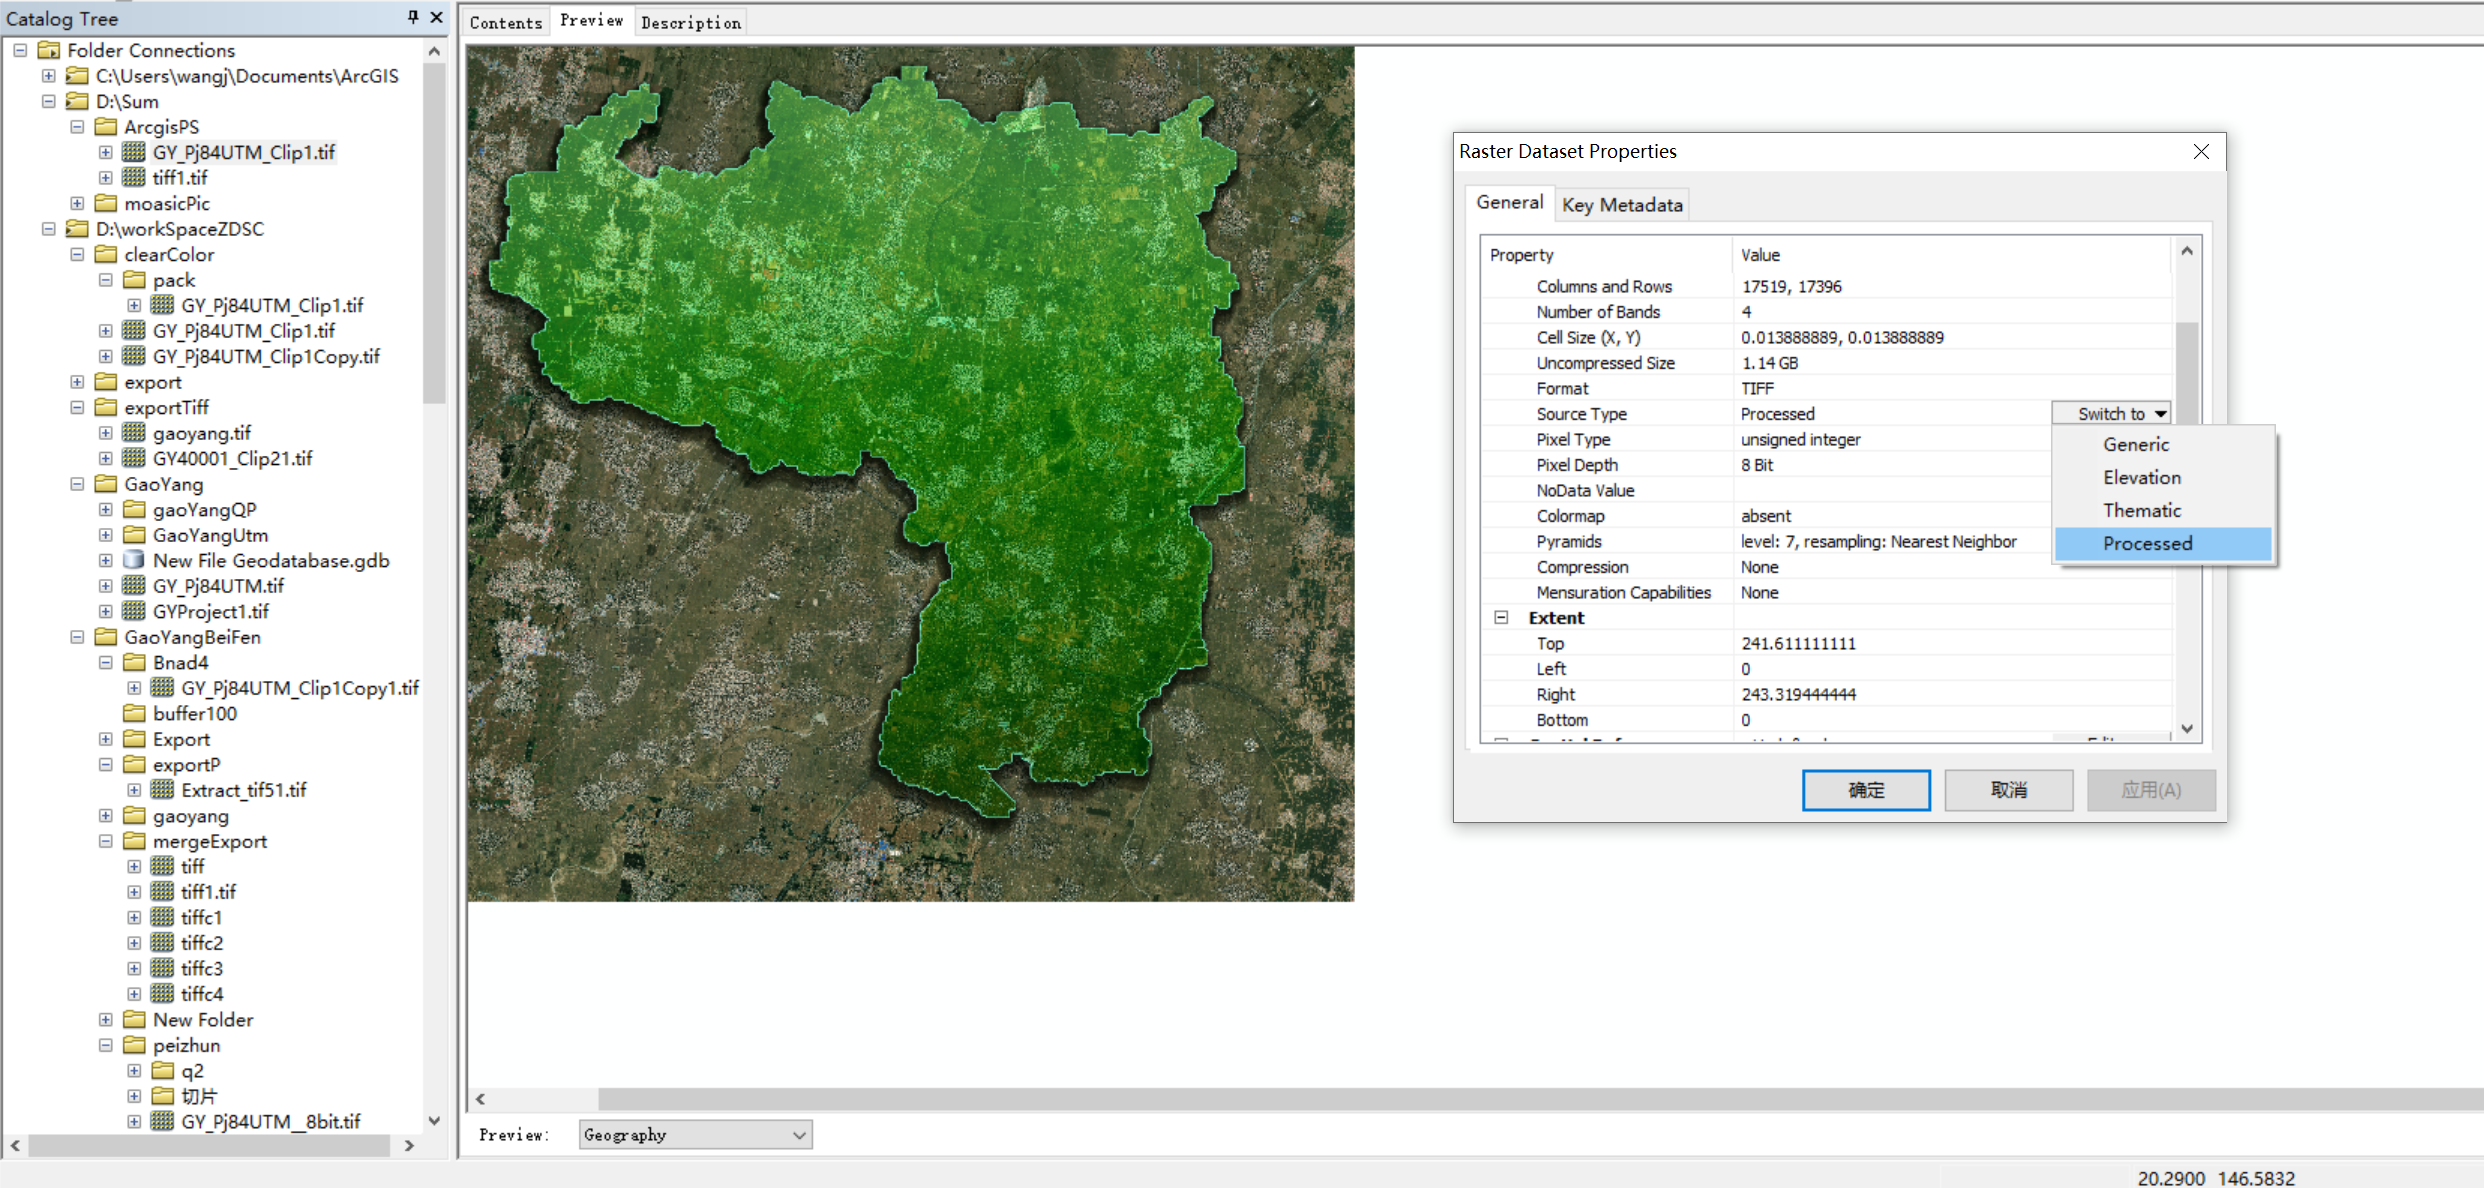 Catalog Tree
Folder Connections
C:\Users\wangj\Documents\ArcGIS
D:\Sum
ArcgisPS
GY_Pj84UTM_Clip1.tif
tiff1.tif
moasicPic
D:\workSpaceZDSC
clearColor
pack
GY_Pj84UTM_Clip1.tif
GY_Pj84UTM_Clip1.tif
GY_Pj84UTM_Clip1Copy.tif
export
exportTiff
gaoyang.tif
GY40001_Clip21.tif
GaoYang
gaoYangQP
GaoYangUtm
New File Geodatabase.gdb
GY_Pj84UTM.tif
GYProject1.tif
GaoYangBeiFen
Bnad4
GY_Pj84UTM_Clip1Copy1.tif
buffer100
Export
exportP
Extract_tif51.tif
gaoyang
mergeExport
tiff
tiff1.tif
tiffc1
tiffc2
tiffc3
tiffc4
New Folder
peizhun
q2
切片
GY_Pj84UTM__8bit.tif
Contents Preview Description
Raster Dataset Properties
General Key Metadata
Property Value
Columns and Rows 17519, 17396
Number of Bands 4
Cell Size (X, Y) 0.013888889, 0.013888889
Uncompressed Size 1.14 GB
Format TIFF
Source Type Processed Switch to
Pixel Type unsigned integer
Pixel Depth 8 Bit
NoData Value
Colormap absent
Pyramids level: 7, resampling: Nearest Neighbor
Compression None
Mensuration Capabilities None
Extent
Top 241.611111111
Left 0
Right 243.319444444
Bottom 0
Generic
Elevation
Thematic
Processed
确定 取消 应用(A)
Preview: Geography
20.2900 146.5832